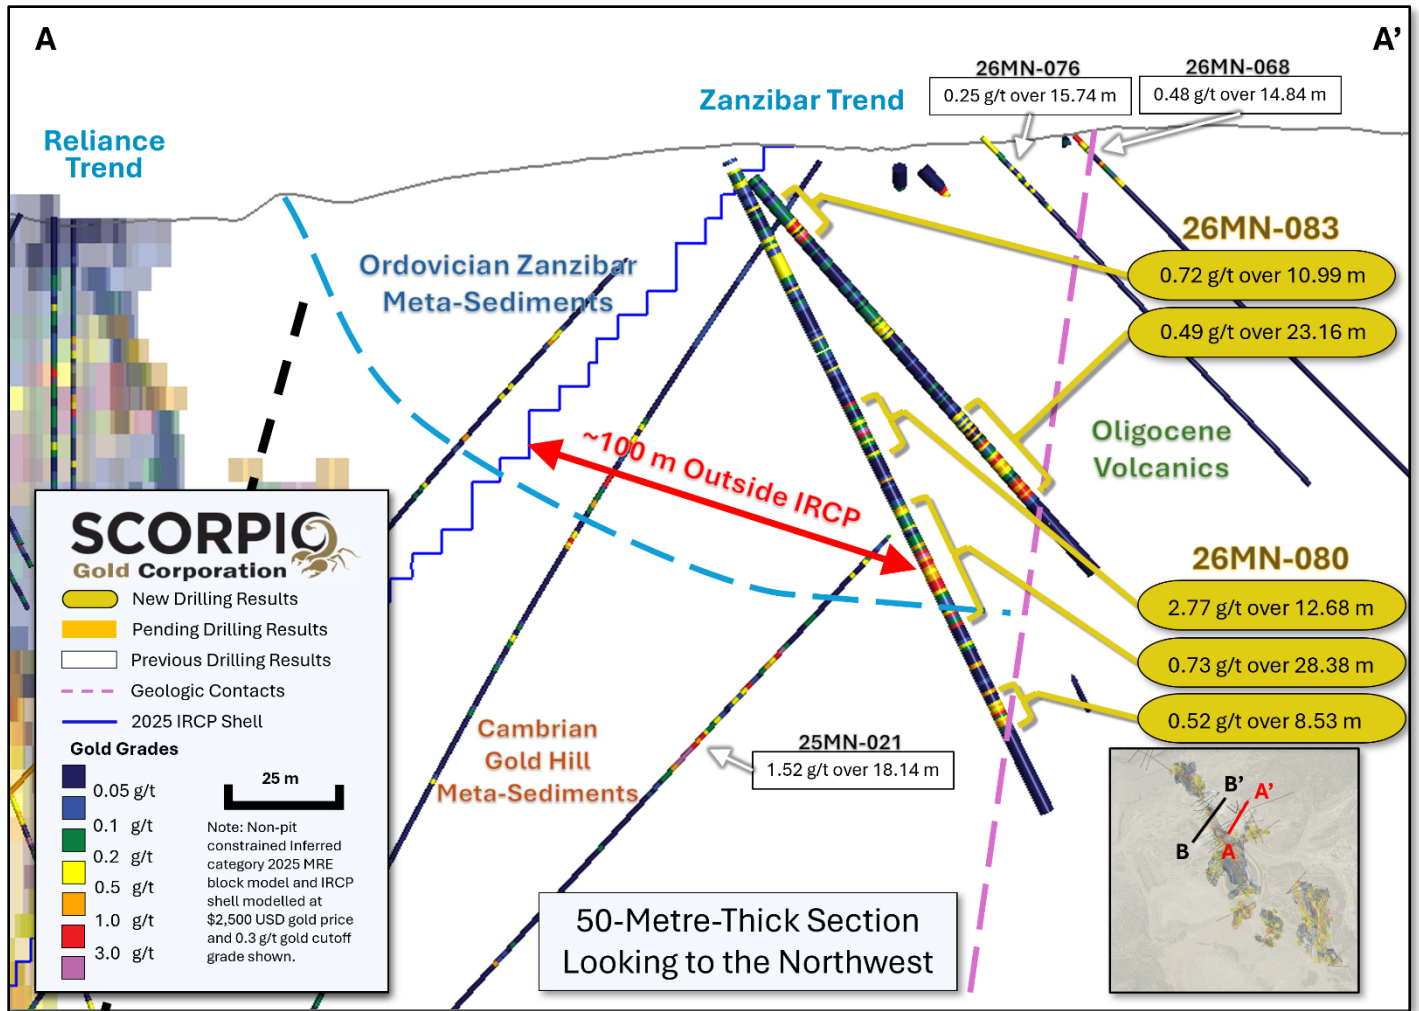 A
A'
26MN-076
0.25 g/t over 15.74 m
26MN-068
0.48 g/t over 14.84 m
Zanzibar Trend
Reliance
Trend
26MN-083
0.72 g/t over 10.99 m
0.49 g/t over 23.16 m
Ordovician Zanzibar
Meta-Sediments
Oligocene
Volcanics
~100 m Outside IRCP
26MN-080
2.77 g/t over 12.68 m
0.73 g/t over 28.38 m
0.52 g/t over 8.53 m
Cambrian
Gold Hill
Meta-Sediments
25MN-021
1.52 g/t over 18.14 m
SCORPIO
Gold Corporation
New Drilling Results
Pending Drilling Results
Previous Drilling Results
Geologic Contacts
2025 IRCP Shell
Gold Grades
0.05 g/t
0.1 g/t
0.2 g/t
0.5 g/t
1.0 g/t
3.0 g/t
25 m
Note: Non-pit
constrained Inferred
category 2025 MRE
block model and IRCP
shell modelled at
$2,500 USD gold price
and 0.3 g/t gold cutoff
grade shown.
50-Metre-Thick Section
Looking to the Northwest
B'
A'
B
A